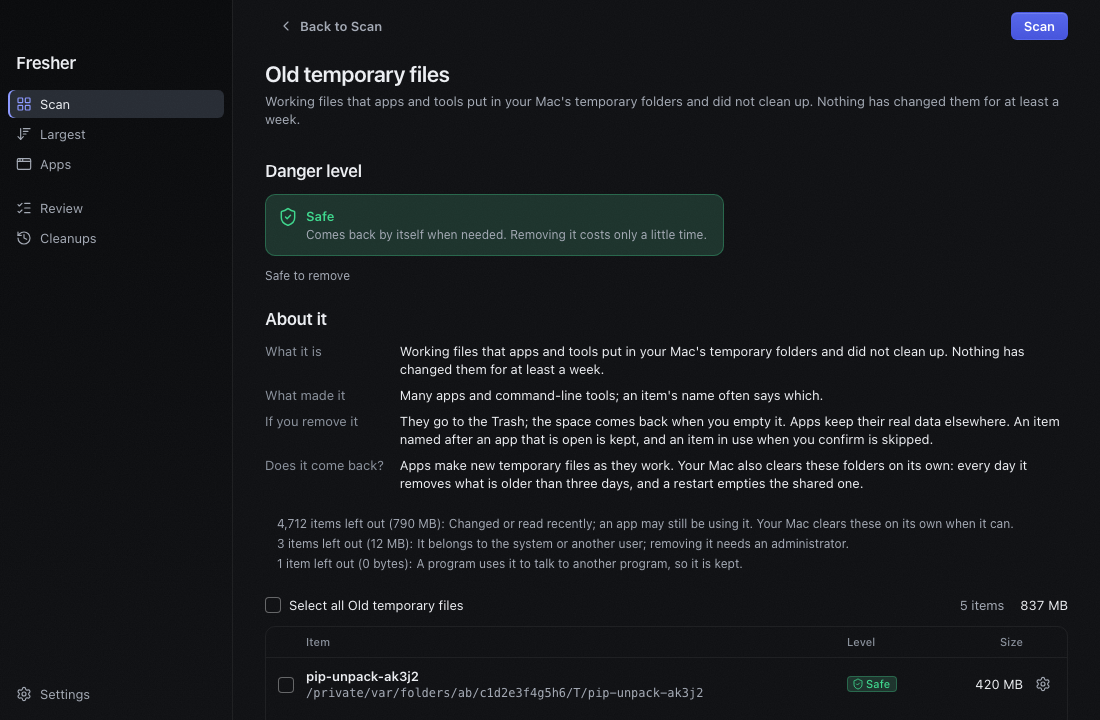 Back to Scan
Scan
Fresher
Scan
Largest
Apps
Review
Cleanups
Settings
Old temporary files
Working files that apps and tools put in your Mac's temporary folders and did not clean up. Nothing has changed them for at least a
week.
Danger level
Safe
Comes back by itself when needed. Removing it costs only a little time.
Safe to remove
About it
What it is
Working files that apps and tools put in your Mac's temporary folders and did not clean up. Nothing has
changed them for at least a week.
What made it
Many apps and command-line tools; an item's name often says which.
If you remove it
They go to the Trash; the space comes back when you empty it. Apps keep their real data elsewhere. An item
named after an app that is open is kept, and an item in use when you confirm is skipped.
Does it come back?
Apps make new temporary files as they work. Your Mac also clears these folders on its own: every day it
removes what is older than three days, and a restart empties the shared one.
4,712 items left out (790 MB): Changed or read recently; an app may still be using it. Your Mac clears these on its own when it can.
3 items left out (12 MB): It belongs to the system or another user; removing it needs an administrator.
1 item left out (0 bytes): A program uses it to talk to another program, so it is kept.
Select all Old temporary files
5 items 837 MB
Item Level Size
pip-unpack-ak3j2
/private/var/folders/ab/c1d2e3f4g5h6/T/pip-unpack-ak3j2
Safe
420 MB